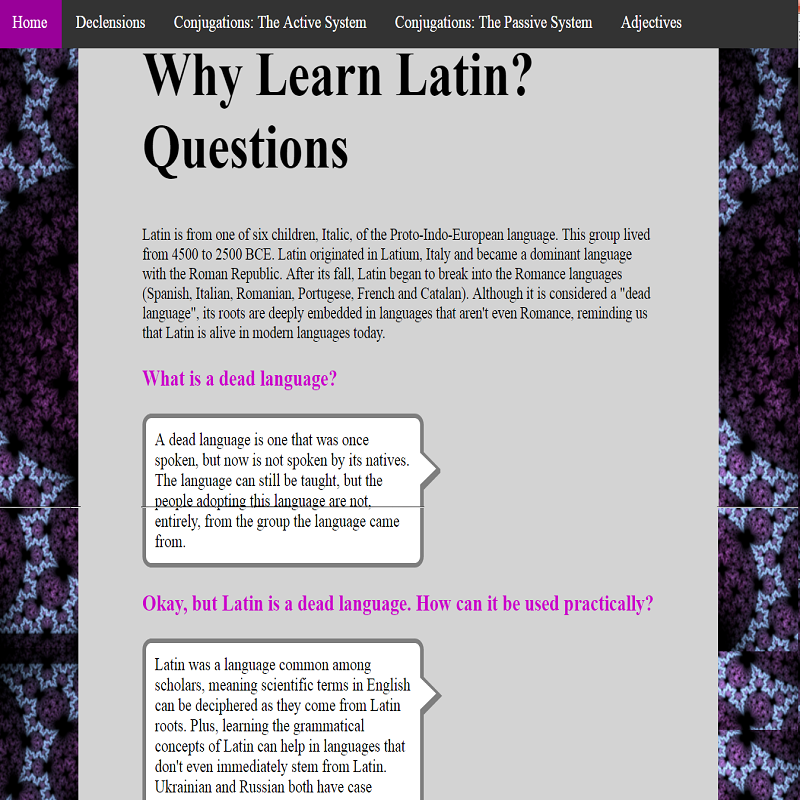 Home Declensions Conjugations: The Active System Conjugations: The Passive System Adjectives
Why Learn Latin?
Questions
Latin is from one of six children, Italic, of the Proto-Indo-European language. This group lived
from 4500 to 2500 BCE. Latin originated in Latium, Italy and became a dominant language
with the Roman Republic. After its fall, Latin began to break into the Romance languages
(Spanish, Italian, Romanian, Portugese, French and Catalan). Although it is considered a "dead
language", its roots are deeply embedded in languages that aren't even Romance, reminding us
that Latin is alive in modern languages today.
What is a dead language?
A dead language is one that was once
spoken, but now is not spoken by its natives.
The language can still be taught, but the
people adopting this language are not,
entirely, from the group the language came
from.
Okay, but Latin is a dead language. How can it be used practically?
Latin was a language common among
scholars, meaning scientific terms in English
can be deciphered as they come from Latin
roots. Plus, learning the grammatical
concepts of Latin can help in languages that
don't even immediately stem from Latin.
Ukrainian and Russian both have case